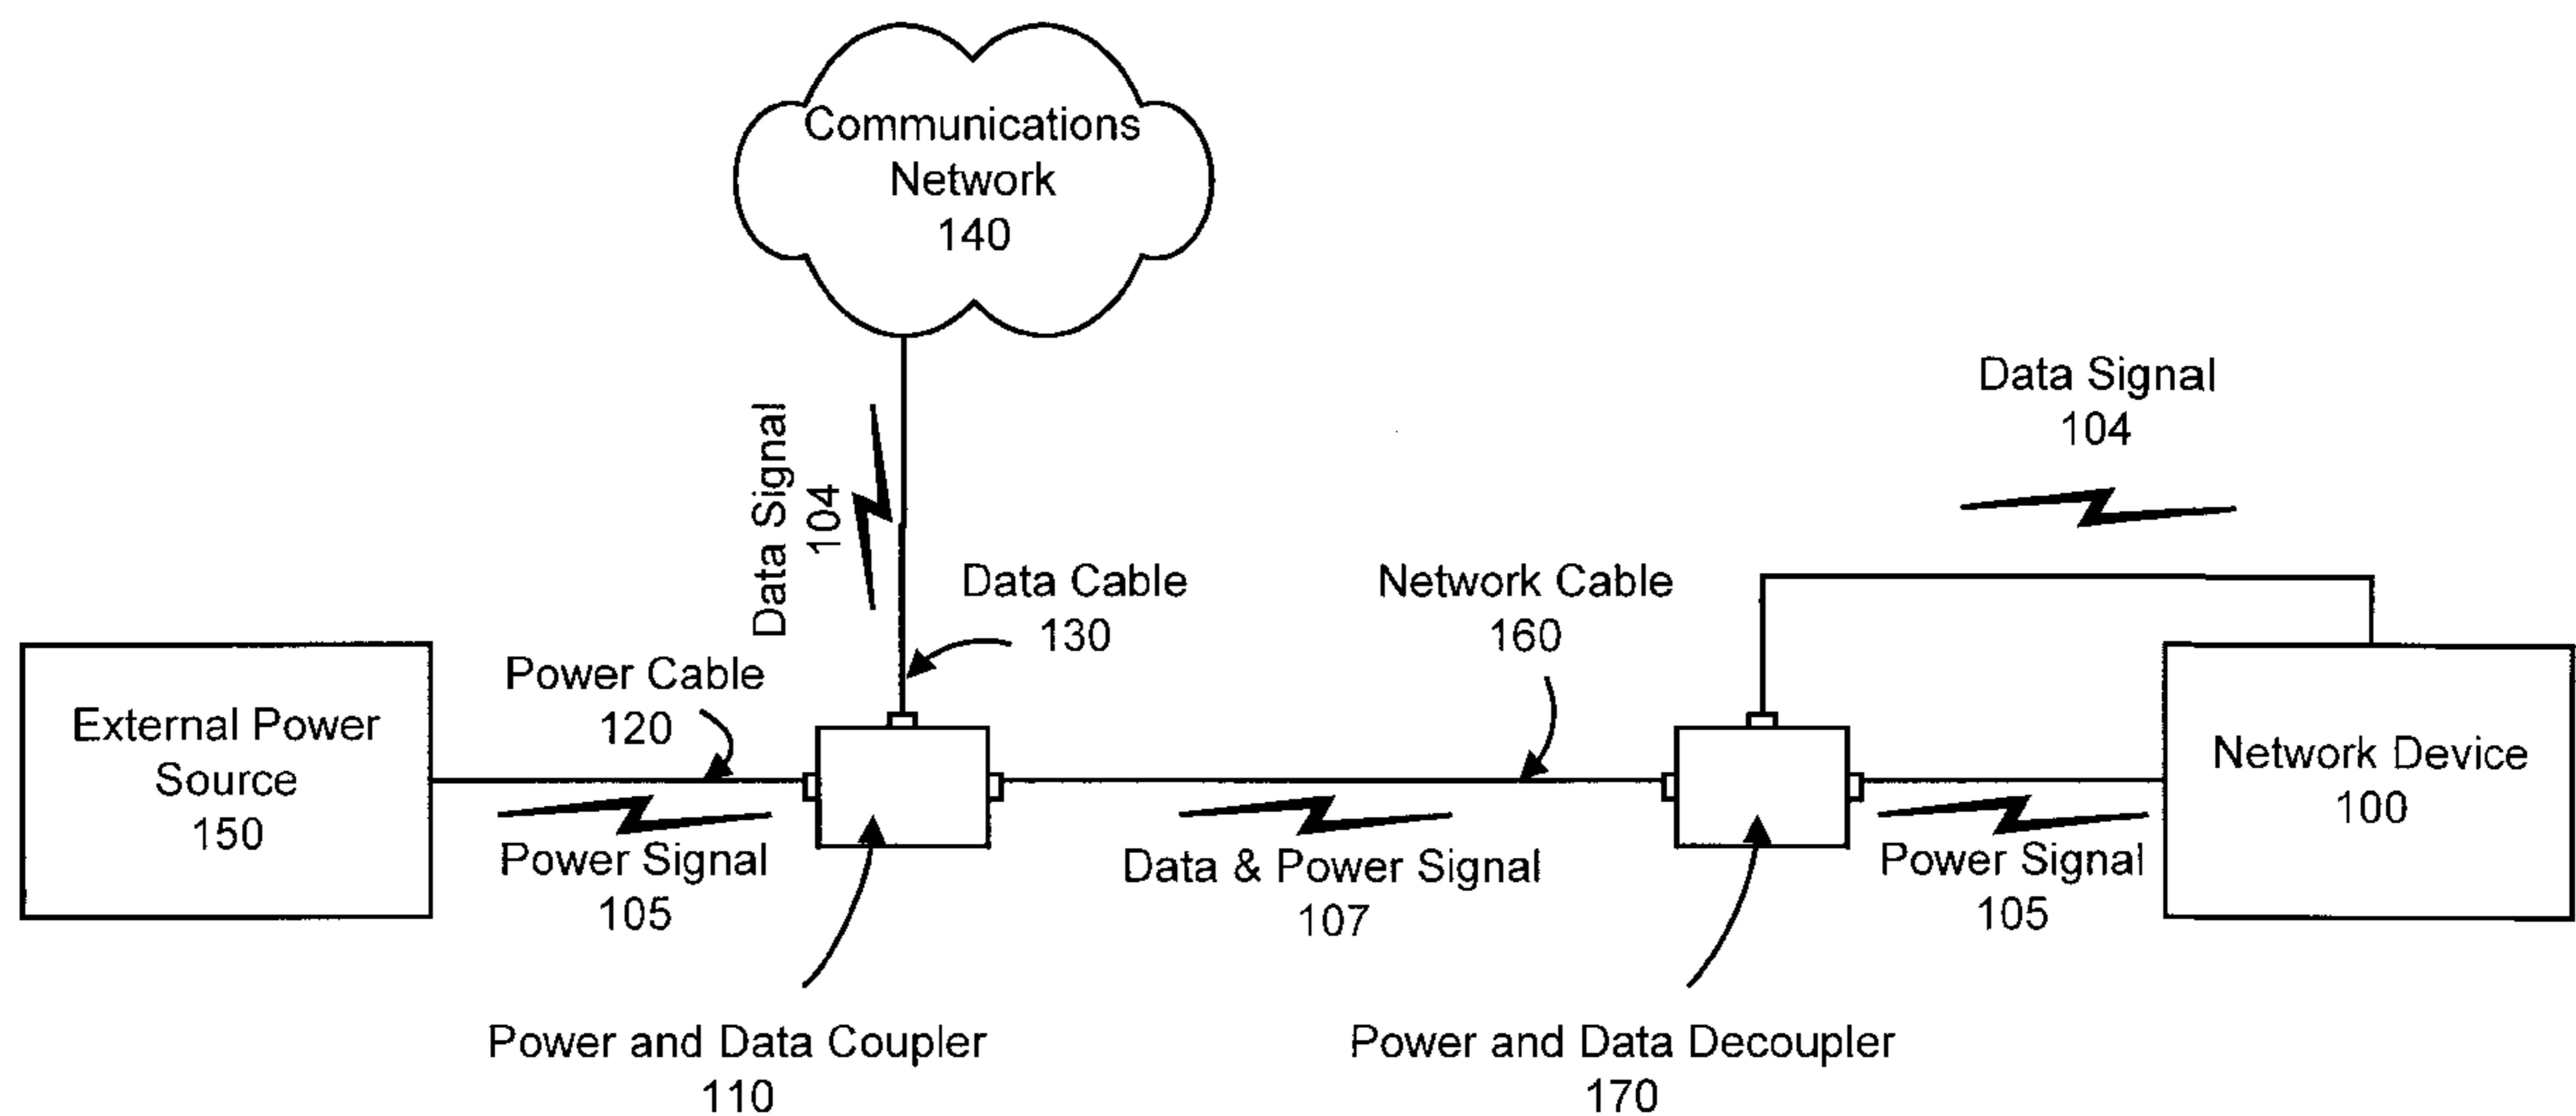 Communications
Network
140
Data Signal
104
Data Signal
104
Data Cable
130
Network Cable
160
Power Cable
120
External Power
Source
150
Network Device
100
Power Signal
105
Data & Power Signal
107
Power Signal
105
Power and Data Coupler
110
Power and Data Decoupler
170